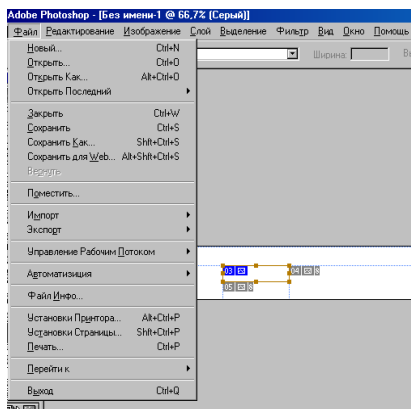 Adobe Photoshop - [Без имени-1 @ 66,7% (Серый)]
Файл Редактирование Изображение Слой Выделение Фильтр Вид Окно Помощь
Ширина:
Новый... Ctrl+N
Открыть... Ctrl+O
Открыть Как... Alt+Ctrl+O
Открыть Последний
Закрыть Ctrl+W
Сохранить Ctrl+S
Сохранить Как... Shft+Ctrl+S
Сохранить для Web... Alt+Shft+Ctrl+S
Вернуть
Поместить...
Импорт
Экспорт
Управление Рабочим Потоком
03 04
05
Автоматизиция
Файл Инфо...
Установки Принтора... Alt+Ctrl+P
Установки Страницы... Shft+Ctrl+P
Печать... Ctrl+P
Перейти к
Выход Ctrl+Q